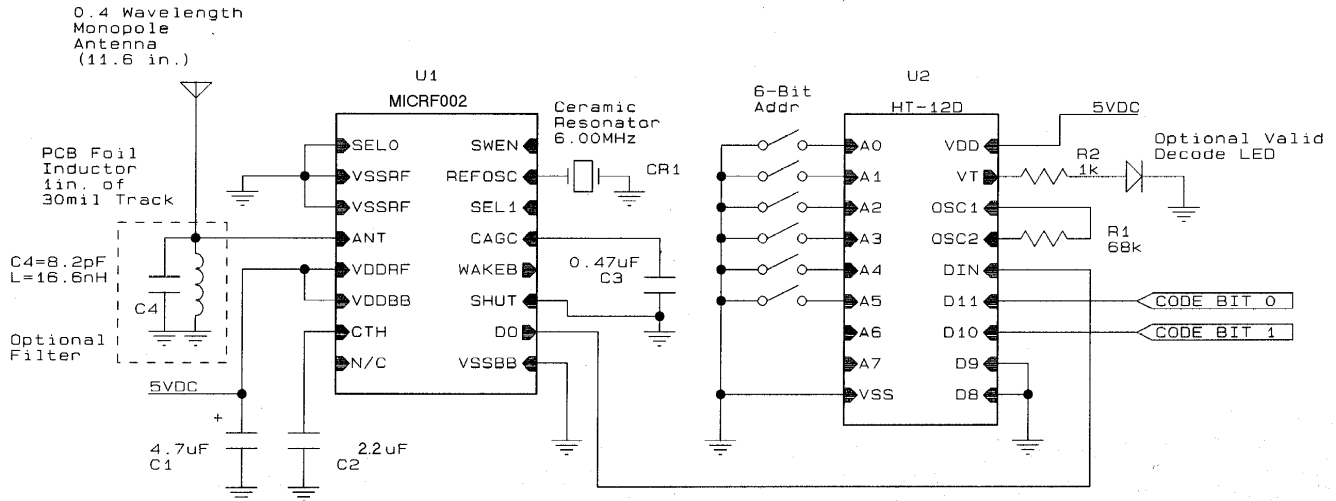 0.4 Wavelength
Monopole
Antenna
(11.6 in.)
PCB Foil
Inductor
1in. of
30mil Track
C4=8.2pF
L=16.6nH
C4
Optional
Filter
5VDC
+
4.7uF
C1
2.2uF
C2
U1
MICRF002
SEL0
VSSRF
VSSRF
ANT
VDDRF
VDDBB
CTH
N/C
SWEN
REFOSC
SEL1
CAGC
WAKEB
SHUT
DO
VSSBB
Ceramic
Resonator
6.00MHz
CR1
0.47uF
C3
6-Bit
Addr
U2
HT-12D
A0
A1
A2
A3
A4
A5
A6
A7
VSS
VDD
VT
OSC1
OSC2
DIN
D11
D10
D9
D8
5VDC
Optional Valid
Decode LED
R2
1k
R1
68k
CODE BIT 0
CODE BIT 1